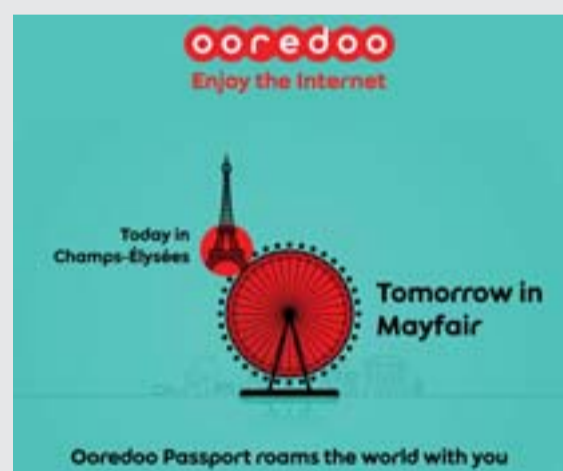 ooredoo
Enjoy the Internet
Today in
Champs-Élysées
Tomorrow in
Mayfair
Ooredoo Passport roams the world with you